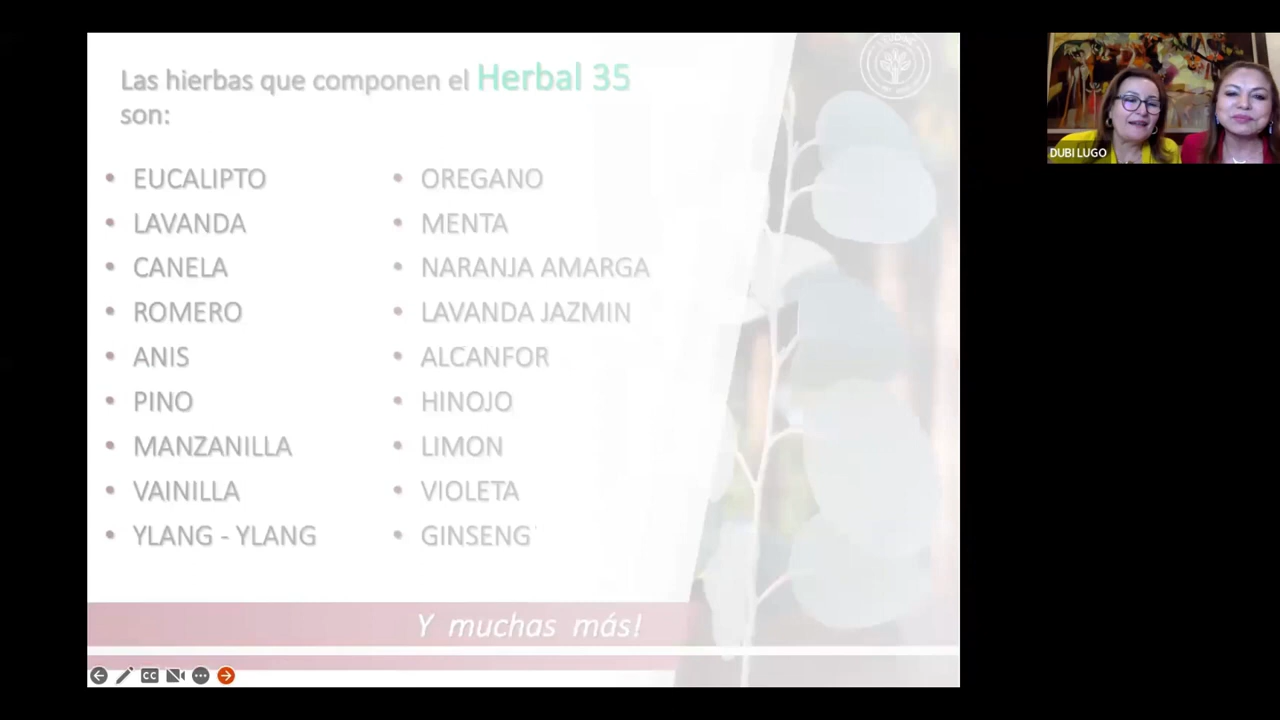 Las hierbas que componen el Herbal 35
son:
• EUCALIPTO
• LAVANDA
• CANELA
• ROMERO
• ANIS
• PINO
• MANZANILLA
• VAINILLA
• YLANG - YLANG
• OREGANO
• MENTA
• NARANJA AMARGA
• LAVANDA JAZMIN
• ALCANFOR
• HINOJO
• LIMON
• VIOLETA
• GINSENG
Y muchas más!
CC
DUBI LUGO